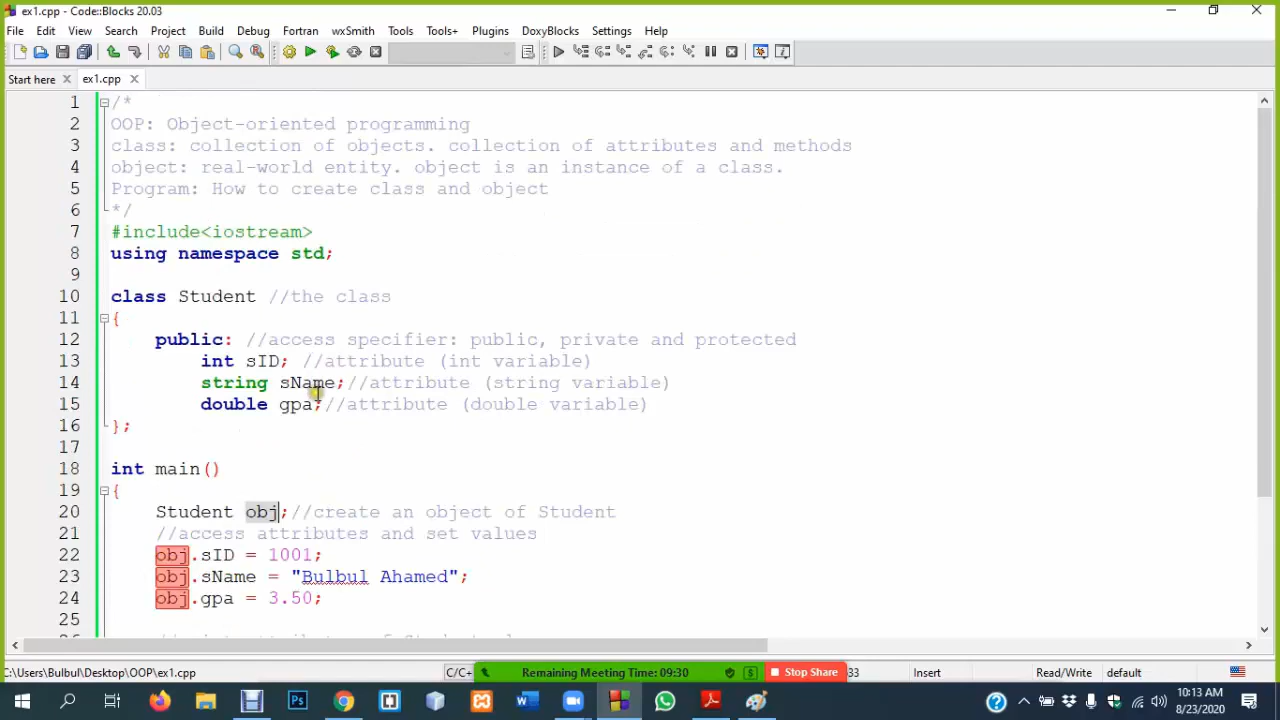 ex1.cpp - Code::Blocks 20.03
File Edit View Search Project Build Debug Fortran wxSmith Tools Tools+ Plugins DoxyBlocks Settings Help
Start here ex1.cpp
1 /*
2 OOP: Object-oriented programming
3 class: collection of objects. collection of attributes and methods
4 object: real-world entity. object is an instance of a class.
5 Program: How to create class and object
6 */
7 #include<iostream>
8 using namespace std;
9
10 class Student //the class
11 {
12 public: //access specifier: public, private and protected
13 int sID; //attribute (int variable)
14 string sName;//attribute (string variable)
15 double gpa;//attribute (double variable)
16 };
17
18 int main()
19 {
20 Student obj;//create an object of Student
21 //access attributes and set values
22 obj.sID = 1001;
23 obj.sName = "Bulbul Ahamed";
24 obj.gpa = 3.50;
25
C:\Users\Bulbul\Desktop\OOP\ex1.cpp C/C+ Remaining Meeting Time: 09:30 Stop Share 33 Insert Read/Write default
10:13 AM
8/23/2020